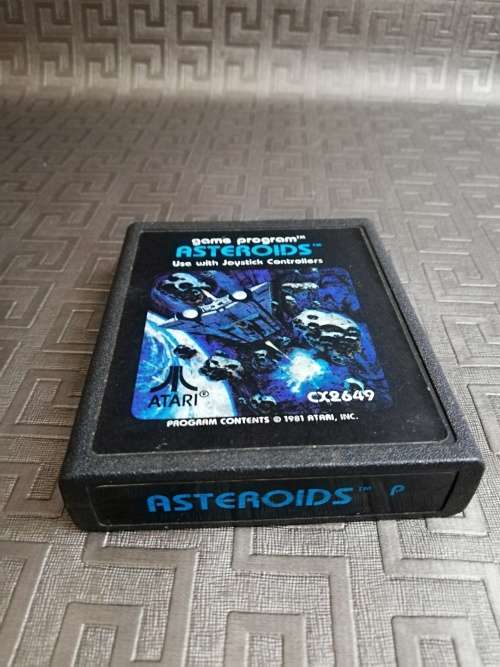 game program™
ASTEROIDS™
Use with Joystick Controllers
ATARI®
CX2649
PROGRAM CONTENTS © 1981 ATARI, INC.
ASTEROIDS™ P